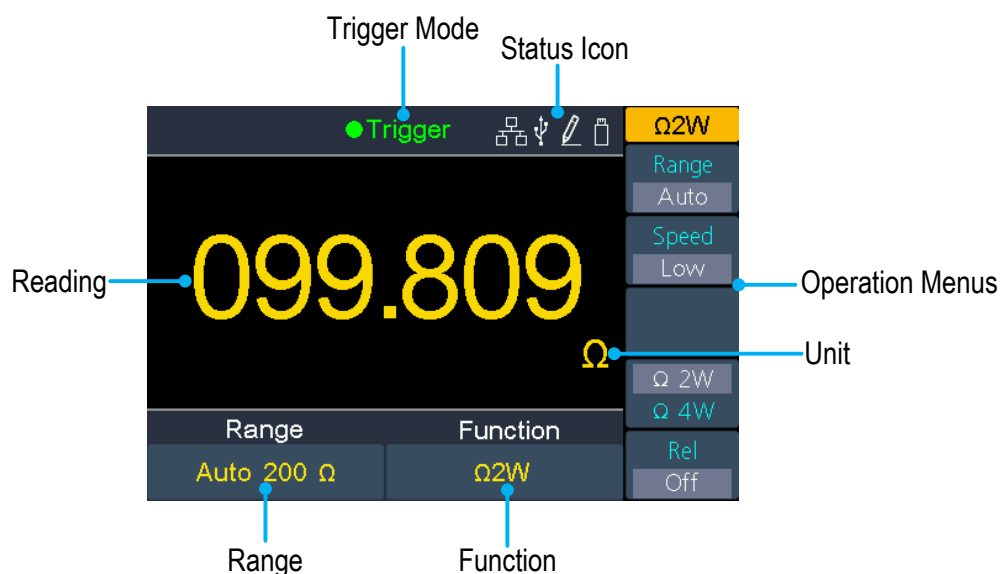 Trigger Mode
Status Icon
Trigger
Ω2W
Range
Auto
Speed
Low
Reading
099.809
Operation Menus
Ω
Unit
Ω 2W
Ω 4W
Range
Function
Rel
Auto 200 Ω
Ω2W
Off
Range
Function